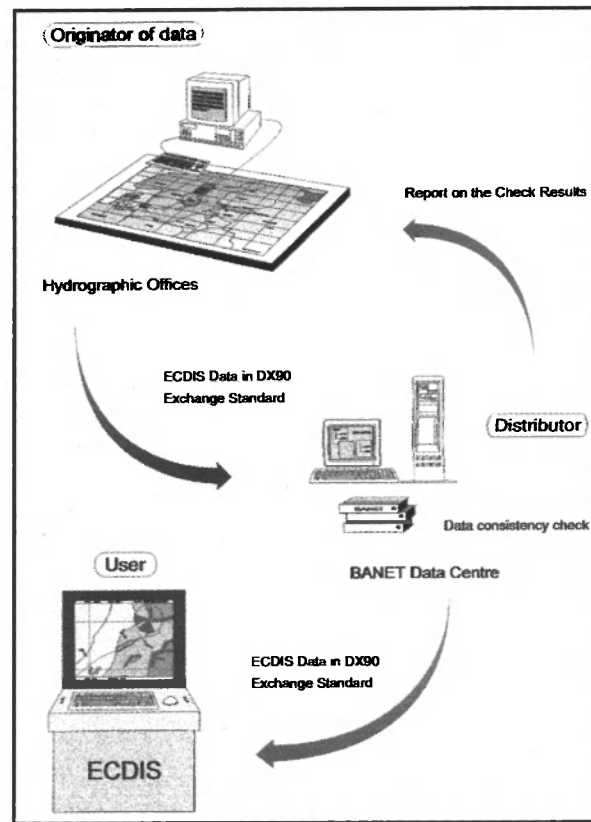 Originator of data
Report on the Check Results
Hydrographic Offices
ECDIS Data in DX90
Exchange Standard
Distributor
BANET
Data consistency check
BANET Data Centre
User
ECDIS Data in DX90
Exchange Standard
ECDIS